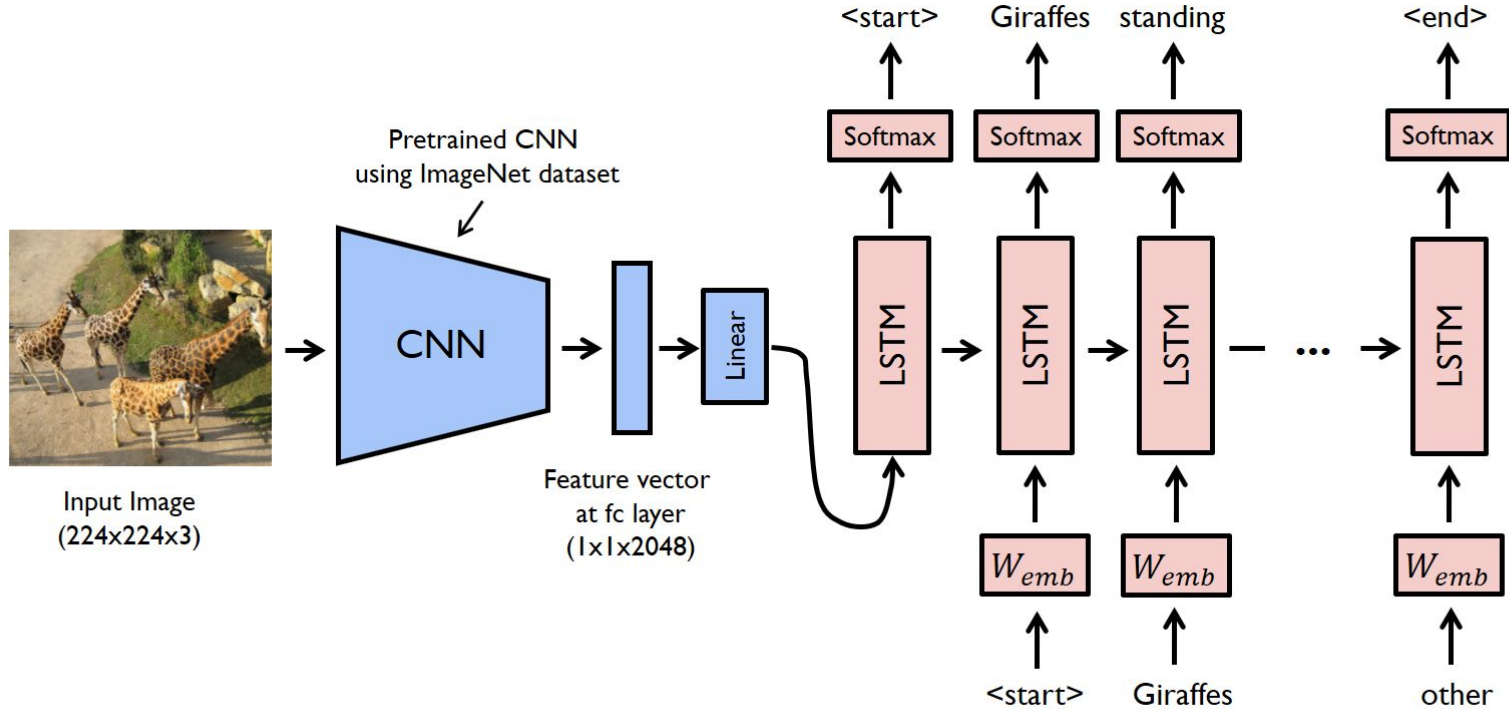 <start> Giraffes standing <end>
Softmax Softmax Softmax Softmax
Pretrained CNN
using ImageNet dataset
CNN
Linear
LSTM LSTM LSTM ... LSTM
Input Image
(224x224x3)
Feature vector
at fc layer
(1x1x2048)
W_emb W_emb W_emb
<start> Giraffes other